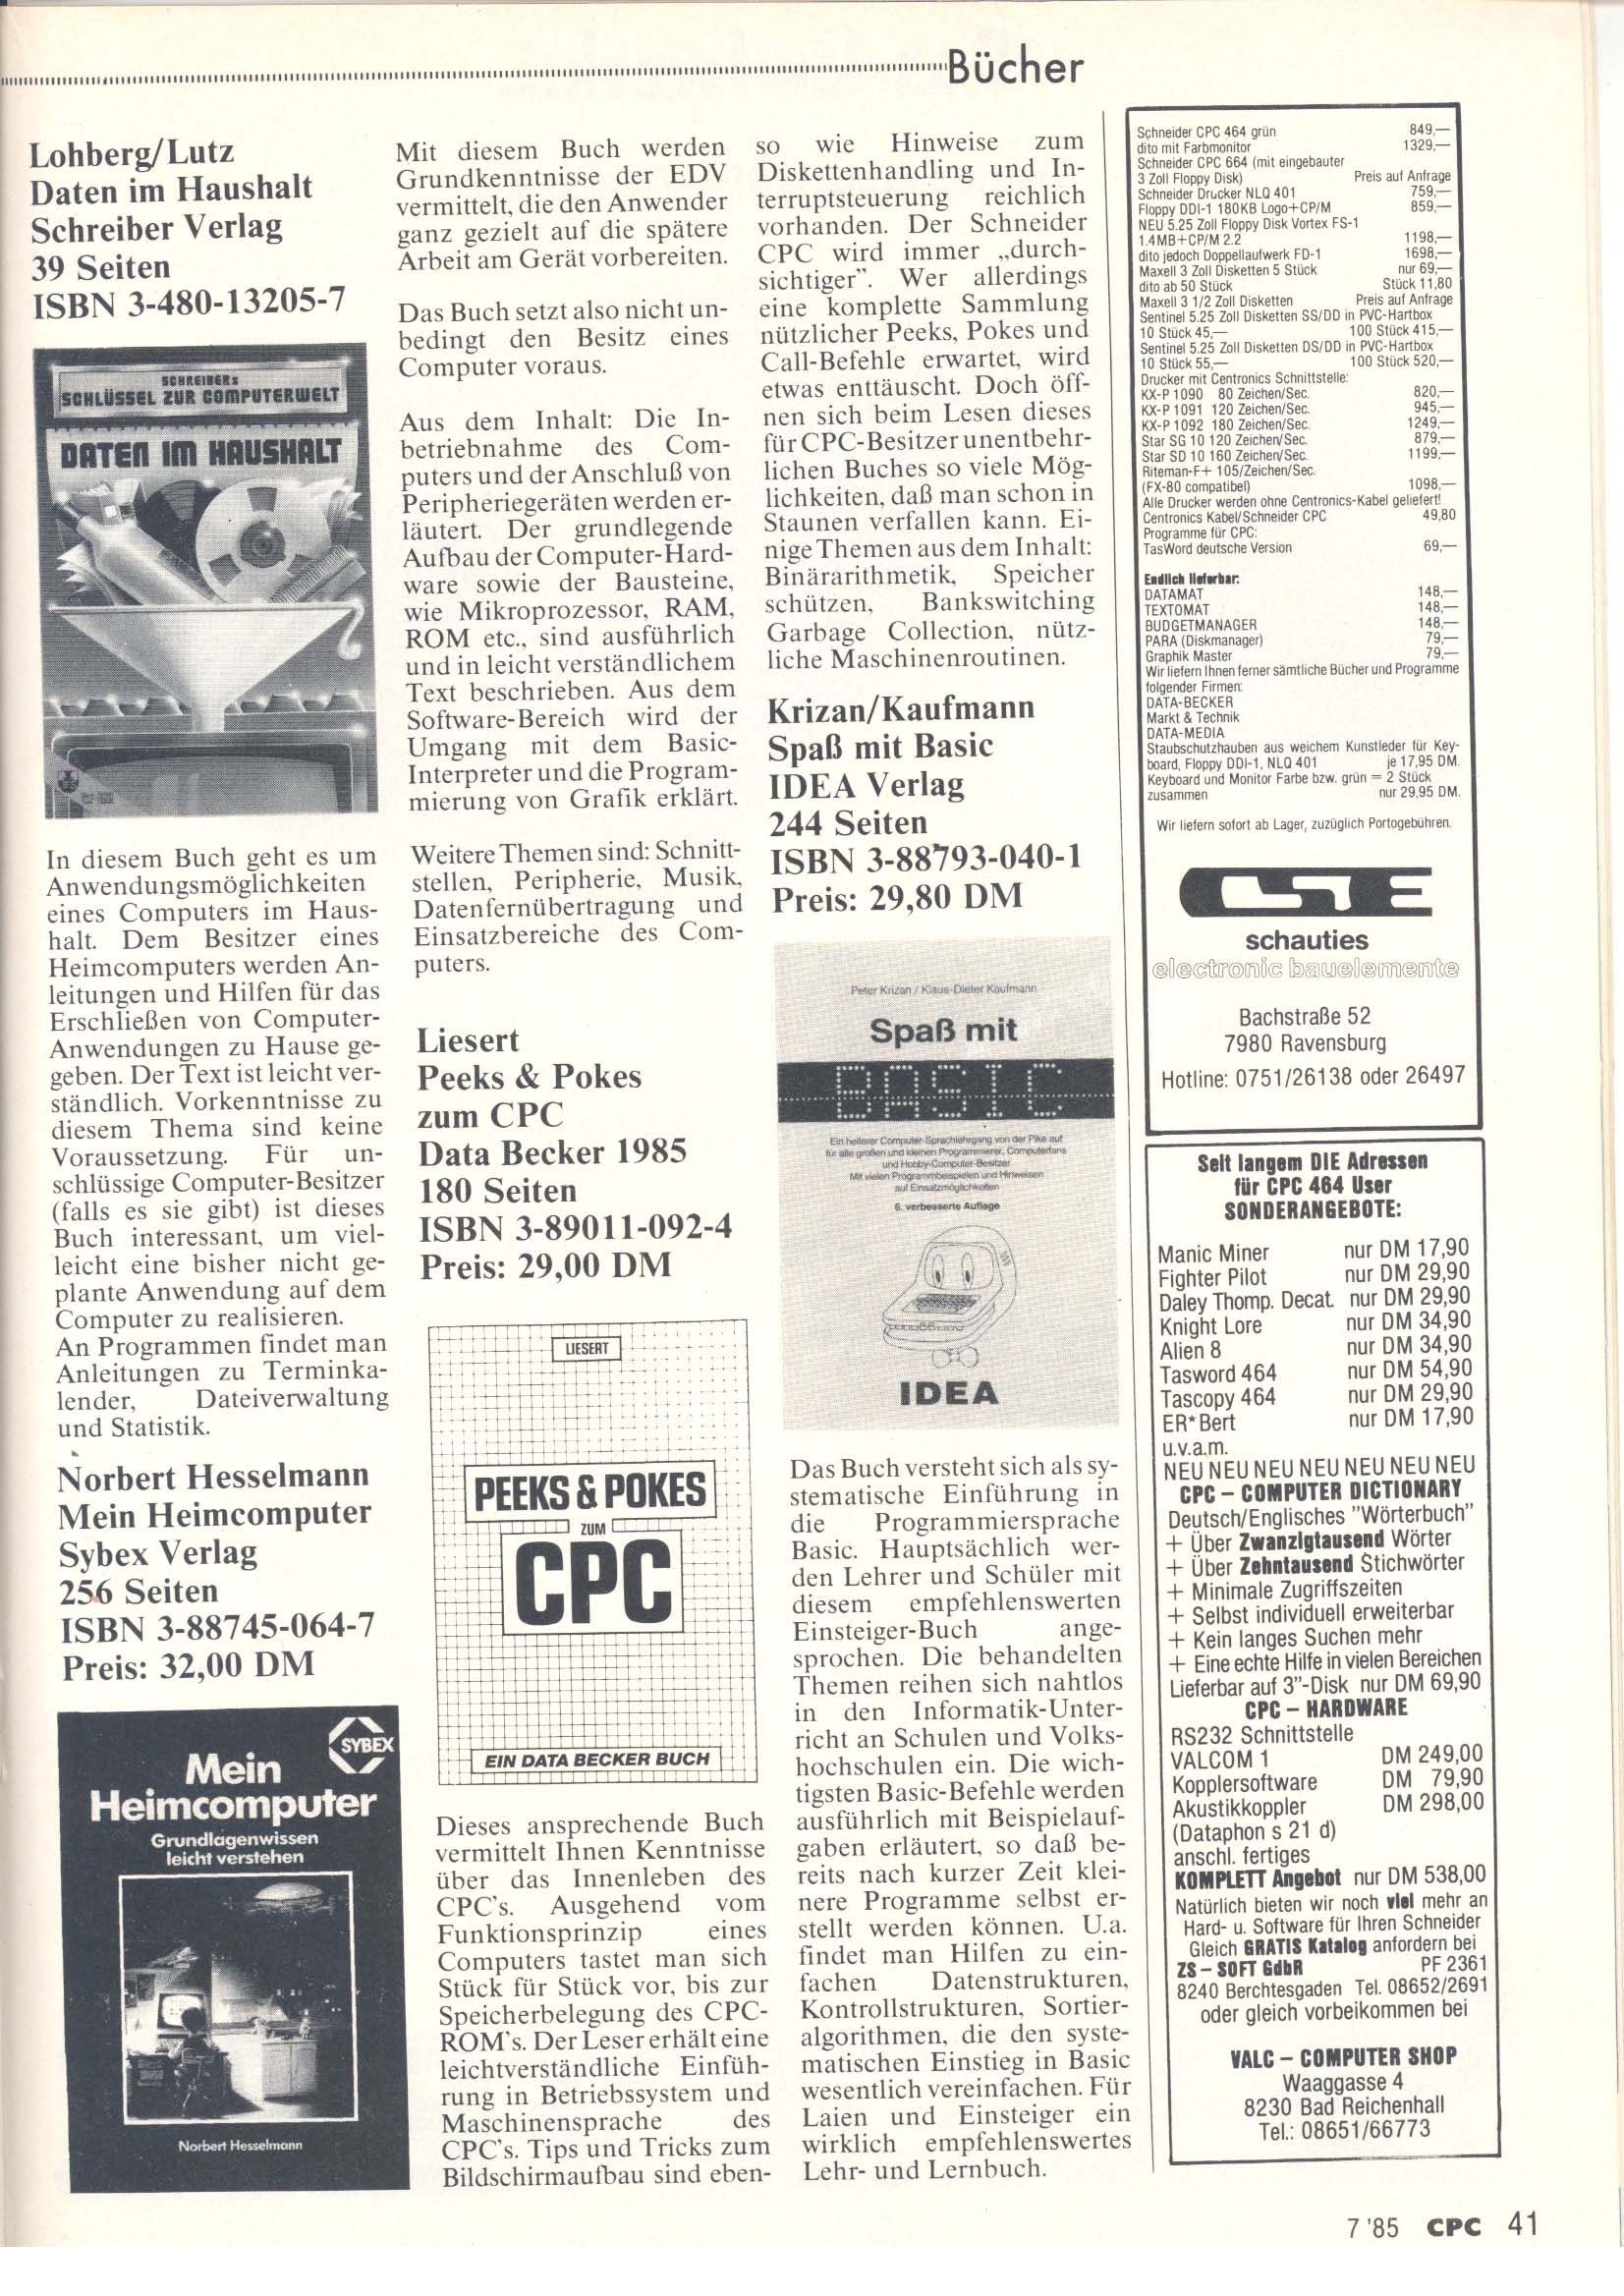 Bücher
Lohberg/Lutz
Daten im Haushalt
Schreiber Verlag
39 Seiten
ISBN 3-480-13205-7
SCHREIBERs
SCHLÜSSEL ZUR COMPUTERWELT
DATEN IM HAUSHALT
In diesem Buch geht es um
Anwendungsmöglichkeiten
eines Computers im Haus-
halt. Dem Besitzer eines
Heimcomputers werden An-
leitungen und Hilfen für das
Erschließen von Computer-
Anwendungen zu Hause ge-
geben. Der Text ist leicht ver-
ständlich. Vorkenntnisse zu
diesem Thema sind keine
Voraussetzung. Für un-
schlüssige Computer-Besitzer
(falls es sie gibt) ist dieses
Buch interessant, um viel-
leicht eine bisher nicht ge-
plante Anwendung auf dem
Computer zu realisieren.
An Programmen findet man
Anleitungen zu Terminka-
lender, Dateiverwaltung
und Statistik.
Norbert Hesselmann
Mein Heimcomputer
Sybex Verlag
256 Seiten
ISBN 3-88745-064-7
Preis: 32,00 DM
SYBEX
Mein
Heimcomputer
Grundlagenwissen
leicht verstehen
Norbert Hesselmann
Mit diesem Buch werden
Grundkenntnisse der EDV
vermittelt, die den Anwender
ganz gezielt auf die spätere
Arbeit am Gerät vorbereiten.
Das Buch setzt also nicht un-
bedingt den Besitz eines
Computer voraus.
Aus dem Inhalt: Die In-
betriebnahme des Com-
puters und der Anschluß von
Peripheriegeräten werden er-
läutert. Der grundlegende
Aufbau der Computer-Hard-
ware sowie der Bausteine,
wie Mikroprozessor, RAM,
ROM etc., sind ausführlich
und in leicht verständlichem
Text beschrieben. Aus dem
Software-Bereich wird der
Umgang mit dem Basic-
Interpreter und die Program-
mierung von Grafik erklärt.
Weitere Themen sind: Schnitt-
stellen, Peripherie, Musik,
Datenfernübertragung und
Einsatzbereiche des Com-
puters.
Liesert
Peeks & Pokes
zum CPC
Data Becker 1985
180 Seiten
ISBN 3-89011-092-4
Preis: 29,00 DM
LIESERT
PEEKS & POKES
ZUM
CPC
EIN DATA BECKER BUCH
Dieses ansprechende Buch
vermittelt Ihnen Kenntnisse
über das Innenleben des
CPC's. Ausgehend vom
Funktionsprinzip eines
Computers tastet man sich
Stück für Stück vor, bis zur
Speicherbelegung des CPC-
ROM's. Der Leser erhält eine
leichtverständliche Einfüh-
rung in Betriebssystem und
Maschinensprache des
CPC's. Tips und Tricks zum
Bildschirmaufbau sind eben-
so wie Hinweise zum
Diskettenhandling und In-
terruptsteuerung reichlich
vorhanden. Der Schneider
CPC wird immer „durch-
sichtiger”. Wer allerdings
eine komplette Sammlung
nützlicher Peeks, Pokes und
Call-Befehle erwartet, wird
etwas enttäuscht. Doch öff-
nen sich beim Lesen dieses
für CPC-Besitzer unentbehr-
lichen Buches so viele Mög-
lichkeiten, daß man schon in
Staunen verfallen kann. Ei-
nige Themen aus dem Inhalt:
Binärarithmetik, Speicher
schützen, Bankswitching
Garbage Collection, nütz-
liche Maschinenroutinen.
Krizan/Kaufmann
Spaß mit Basic
IDEA Verlag
244 Seiten
ISBN 3-88793-040-1
Preis: 29,80 DM
Peter Krizan / Klaus-Dieter Kaufmann
Spaß mit
BASIC
Ein heiterer Computer-Sprachlehrgang von der Pike auf
für alle großen und kleinen Programmierer, Computerfans
und Hobby-Computer-Besitzer
Mit vielen Programmbeispielen und Hinweisen
auf Einsatzmöglichkeiten
6. verbesserte Auflage
IDEA
Das Buch versteht sich als sy-
stematische Einführung in
die Programmiersprache
Basic. Hauptsächlich wer-
den Lehrer und Schüler mit
diesem empfehlenswerten
Einsteiger-Buch ange-
sprochen. Die behandelten
Themen reihen sich nahtlos
in den Informatik-Unter-
richt an Schulen und Volks-
hochschulen ein. Die wich-
tigsten Basic-Befehle werden
ausführlich mit Beispielauf-
gaben erläutert, so daß be-
reits nach kurzer Zeit klei-
nere Programme selbst er-
stellt werden können. U.a.
findet man Hilfen zu ein-
fachen Datenstrukturen,
Kontrollstrukturen, Sortier-
algorithmen, die den syste-
matischen Einstieg in Basic
wesentlich vereinfachen. Für
Laien und Einsteiger ein
wirklich empfehlenswertes
Lehr- und Lernbuch.
Schneider CPC 464 grün 849,—
dito mit Farbmonitor 1329,—
Schneider CPC 664 (mit eingebauter
3 Zoll Floppy Disk) Preis auf Anfrage
Schneider Drucker NLQ 401 759,—
Floppy DDI-1 180KB Logo+CP/M 859,—
NEU 5.25 Zoll Floppy Disk Vortex FS-1
1.4MB+CP/M 2.2 1198,—
dito jedoch Doppellaufwerk FD-1 1698,—
Maxell 3 Zoll Disketten 5 Stück nur 69,—
dito ab 50 Stück Stück 11,80
Maxell 3 1/2 Zoll Disketten Preis auf Anfrage
Sentinel 5.25 Zoll Disketten SS/DD in PVC-Hartbox
10 Stück 45,— 100 Stück 415,—
Sentinel 5.25 Zoll Disketten DS/DD in PVC-Hartbox
10 Stück 55,— 100 Stück 520,—
Drucker mit Centronics Schnittstelle:
KX-P 1090 80 Zeichen/Sec. 820,—
KX-P 1091 120 Zeichen/Sec. 945,—
KX-P 1092 180 Zeichen/Sec. 1249,—
Star SG 10 120 Zeichen/Sec. 879,—
Star SD 10 160 Zeichen/Sec. 1199,—
Riteman-F+ 105/Zeichen/Sec.
(FX-80 compatibel) 1098,—
Alle Drucker werden ohne Centronics-Kabel geliefert!
Centronics Kabel/Schneider CPC 49,80
Programme für CPC:
TasWord deutsche Version 69,—
Endlich lieferbar:
DATAMAT 148,—
TEXTOMAT 148,—
BUDGETMANAGER 148,—
PARA (Diskmanager) 79,—
Graphik Master 79,—
Wir liefern Ihnen ferner sämtliche Bücher und Programme
folgender Firmen:
DATA-BECKER
Markt & Technik
DATA-MEDIA
Staubschutzhauben aus weichem Kunstleder für Key-
board, Floppy DDI-1, NLQ 401 je 17,95 DM.
Keyboard und Monitor Farbe bzw. grün = 2 Stück
zusammen nur 29,95 DM.
Wir liefern sofort ab Lager, zuzüglich Portogebühren.
CSE
schauties
electronic bauelemente
Bachstraße 52
7980 Ravensburg
Hotline: 0751/26138 oder 26497
Seit langem DIE Adressen
für CPC 464 User
SONDERANGEBOTE:
Manic Miner nur DM 17,90
Fighter Pilot nur DM 29,90
Daley Thomp. Decat. nur DM 29,90
Knight Lore nur DM 34,90
Alien 8 nur DM 34,90
Tasword 464 nur DM 54,90
Tascopy 464 nur DM 29,90
ER*Bert nur DM 17,90
u.v.a.m.
NEU NEU NEU NEU NEU NEU NEU
CPC – COMPUTER DICTIONARY
Deutsch/Englisches "Wörterbuch"
+ Über Zwanzigtausend Wörter
+ Über Zehntausend Stichwörter
+ Minimale Zugriffszeiten
+ Selbst individuell erweiterbar
+ Kein langes Suchen mehr
+ Eine echte Hilfe in vielen Bereichen
Lieferbar auf 3"-Disk nur DM 69,90
CPC – HARDWARE
RS232 Schnittstelle
VALCOM 1 DM 249,00
Kopplersoftware DM 79,90
Akustikkoppler DM 298,00
(Dataphon s 21 d)
anschl. fertiges
KOMPLETT Angebot nur DM 538,00
Natürlich bieten wir noch viel mehr an
Hard- u. Software für Ihren Schneider
Gleich GRATIS Katalog anfordern bei
ZS – SOFT GdbR PF 2361
8240 Berchtesgaden Tel. 08652/2691
oder gleich vorbeikommen bei
VALC – COMPUTER SHOP
Waaggasse 4
8230 Bad Reichenhall
Tel.: 08651/66773
7 '85 CPC 41